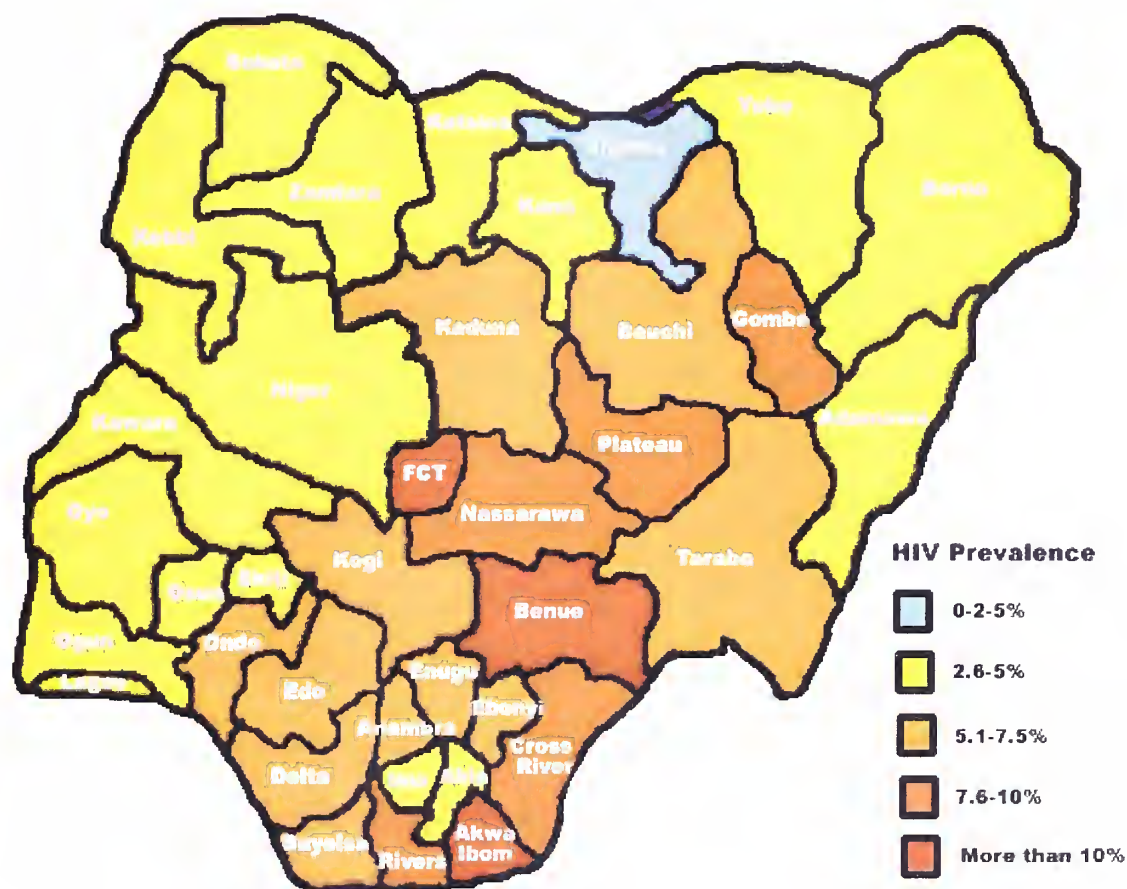 Sokoto
Katsina
Jigawa
Yobe
Borno
Zamfara
Kano
Kebbi
Kaduna
Bauchi
Gombe
Niger
Adamawa
Kowara
Plateau
FCT
Oyo
Nassarawa
Kogi
Taraba
Ekiti
Osun
Benue
Ogun
Ondo
Lagos
Enugu
Edo
Ebonyi
Anambra
Cross
River
Delta
Imo
Abia
Bayelsa
Rivers
Akwa
Ibom
HIV Prevalence
0-2-5%
2.6-5%
5.1-7.5%
7.6-10%
More than 10%